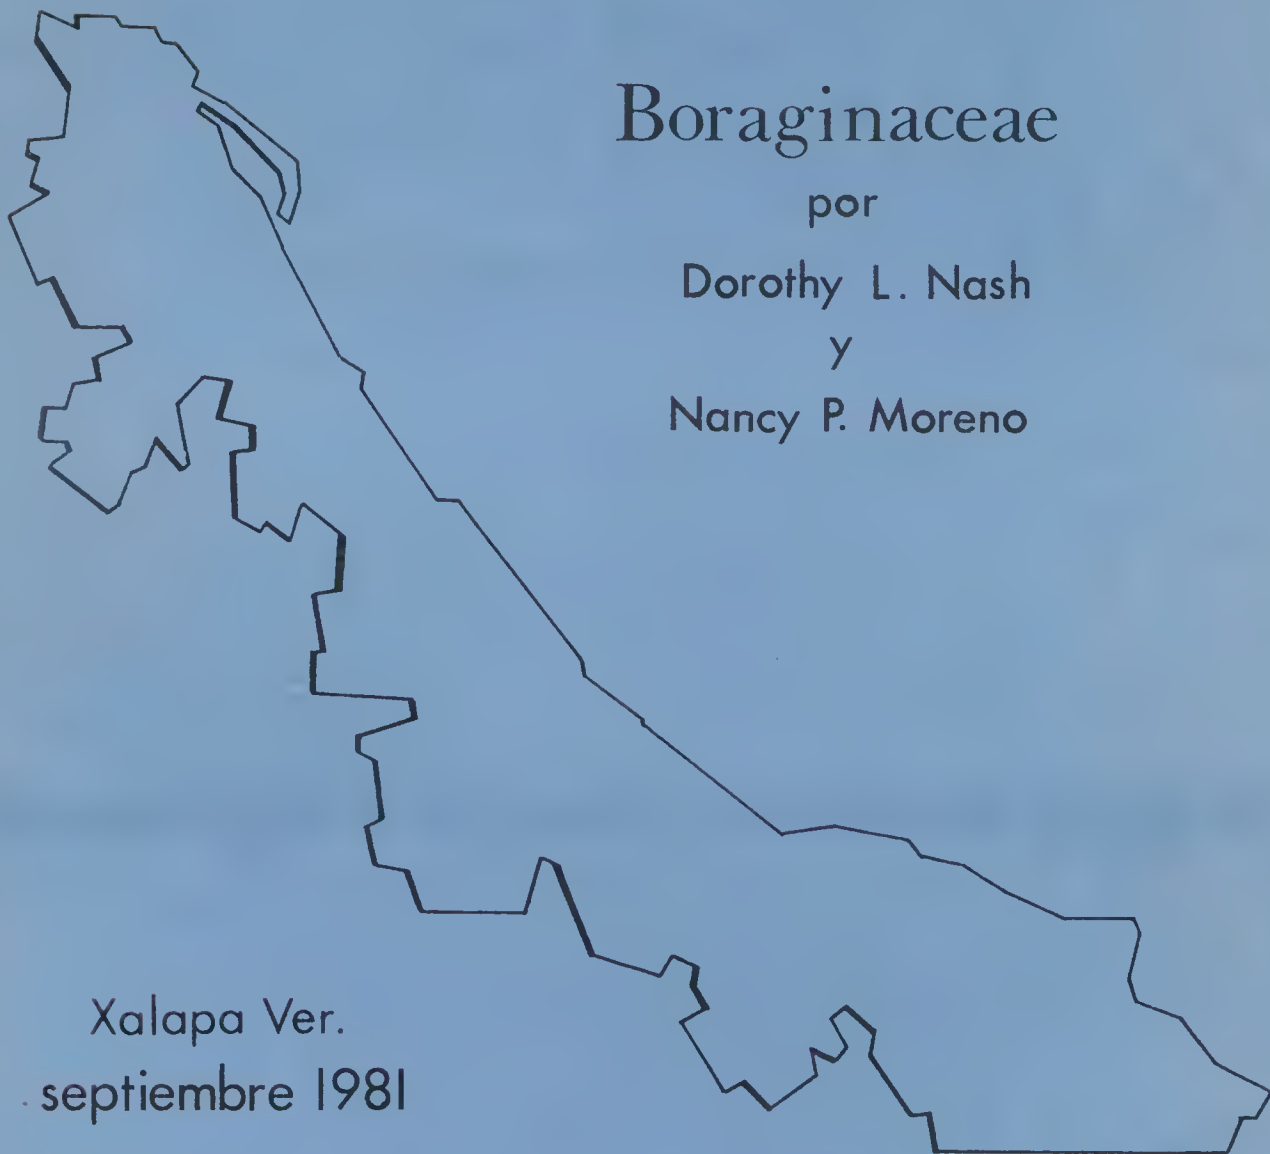 Boraginaceae
por
Dorothy L. Nash
y
Nancy P. Moreno
Xalapa Ver.
septiembre 1981